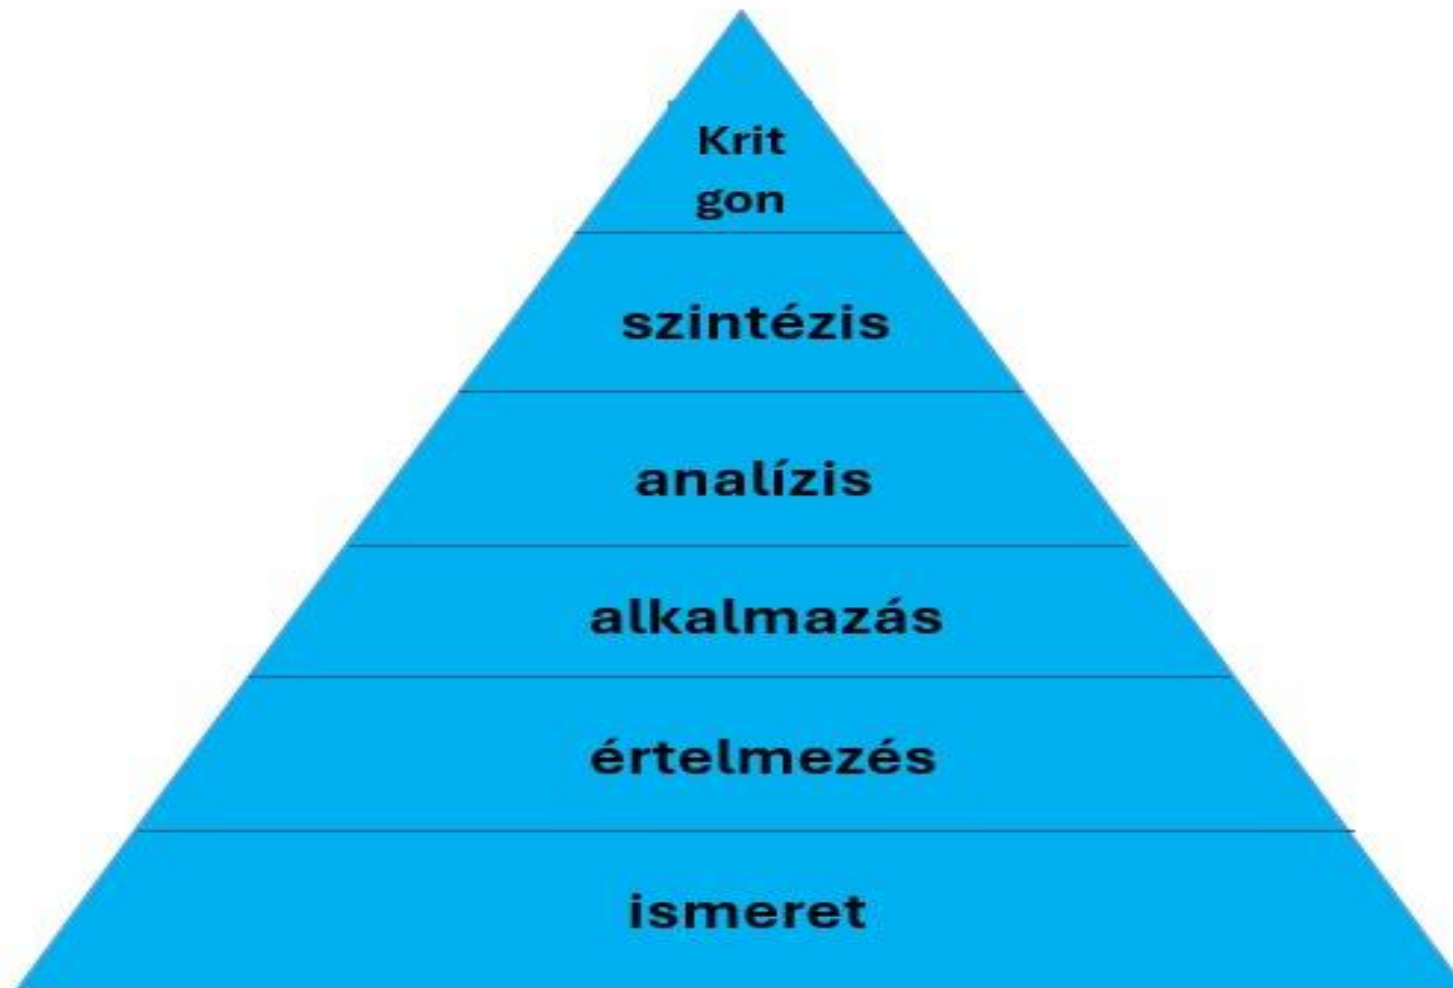 Krit
gon
szintézis
analízis
alkalmazás
értelmezés
ismeret